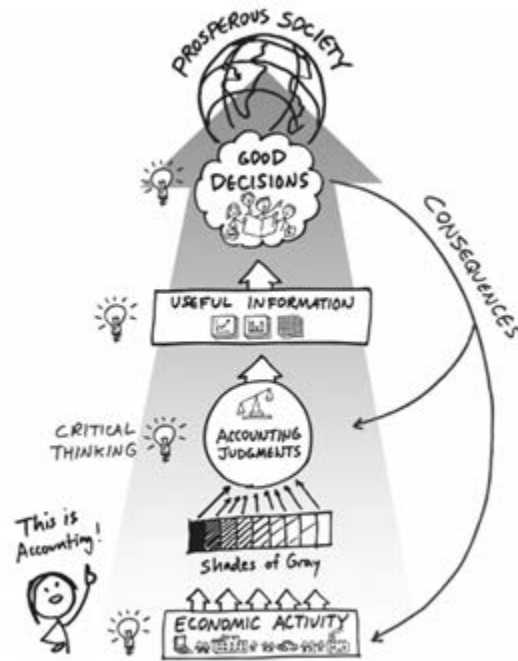 PROSPEROUS SOCIETY
GOOD
DECISIONS
CONSEQUENCES
USEFUL INFORMATION
CRITICAL
THINKING
ACCOUNTING
JUDGMENTS
This is
Accounting!
Shades of Gray
ECONOMIC ACTIVITY